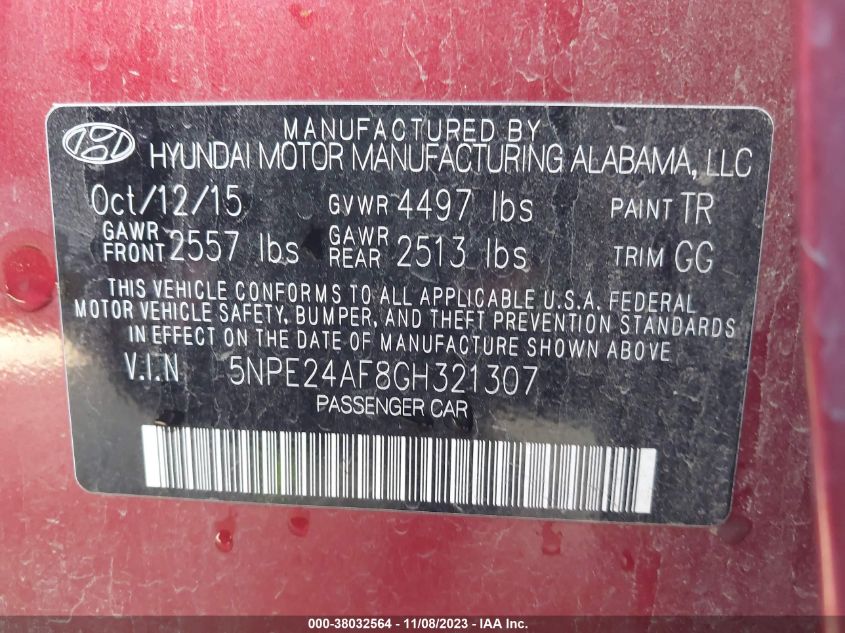 MANUFACTURED BY
HYUNDAI MOTOR MANUFACTURING ALABAMA, LLC
Oct/12/15 GVWR 4497 lbs PAINT TR
GAWR FRONT 2557 lbs GAWR REAR 2513 lbs TRIM GG
THIS VEHICLE CONFORMS TO ALL APPLICABLE U.S.A. FEDERAL
MOTOR VEHICLE SAFETY, BUMPER, AND THEFT PREVENTION STANDARDS
IN EFFECT ON THE DATE OF MANUFACTURE SHOWN ABOVE
V.I.N. 5NPE24AF8GH321307
PASSENGER CAR
000-38032564 - 11/08/2023 - IAA Inc.